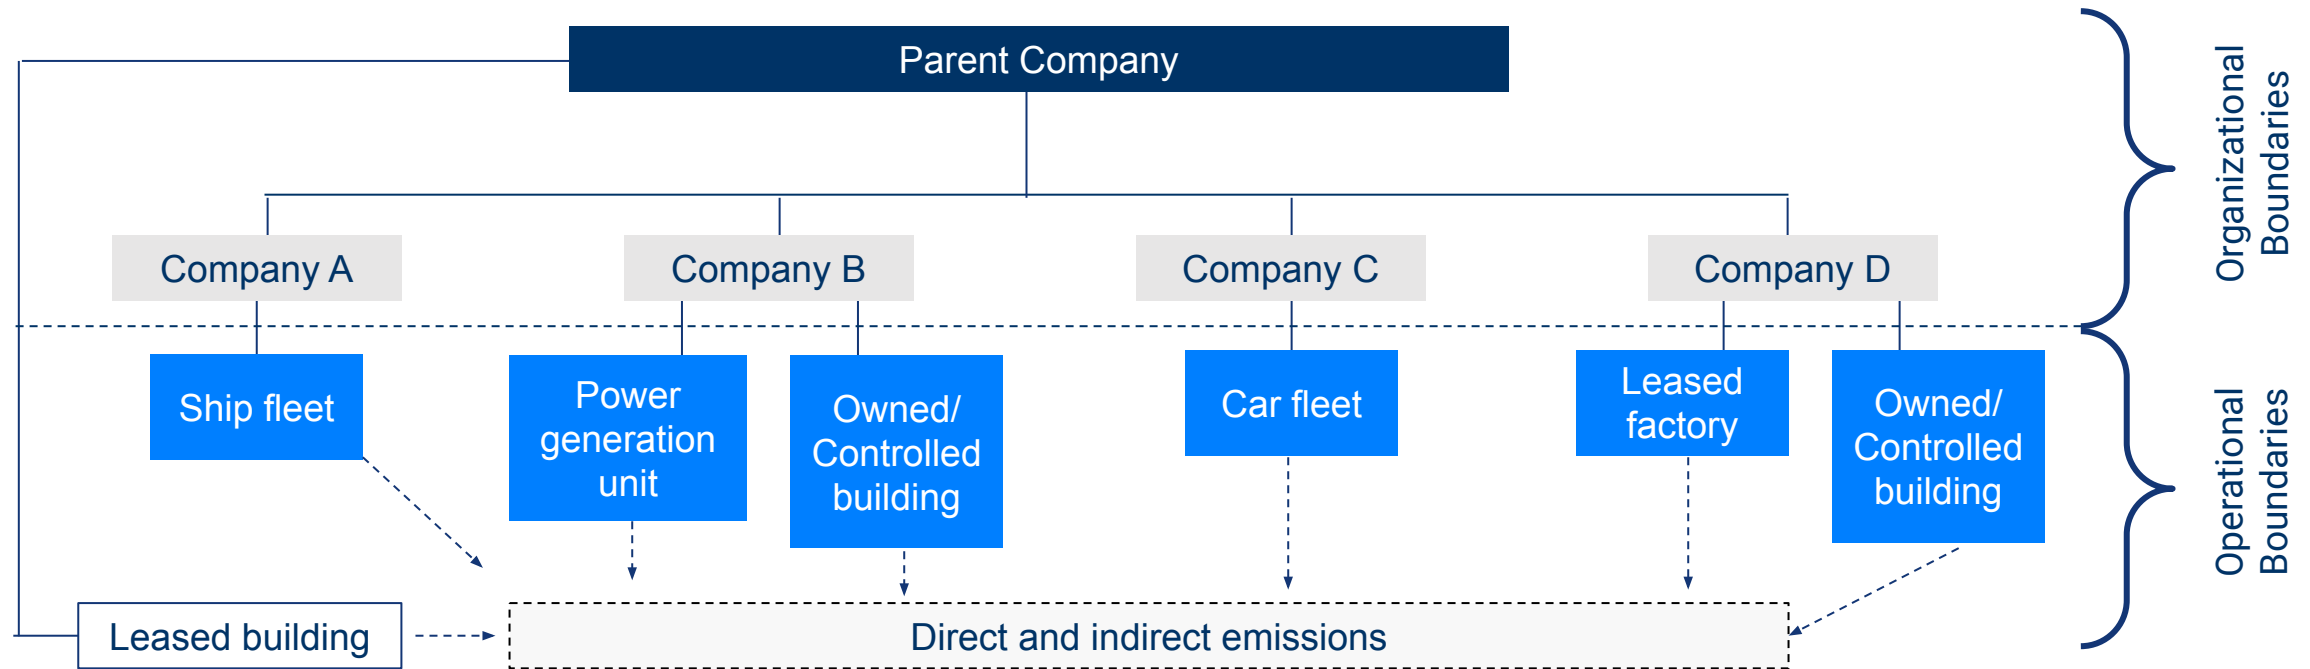 Parent Company
Organizational
Boundaries
Company A
Company B
Company C
Company D
Ship fleet
Power
generation
unit
Owned/
Controlled
building
Car fleet
Leased
factory
Owned/
Controlled
building
Operational
Boundaries
Leased building
Direct and indirect emissions